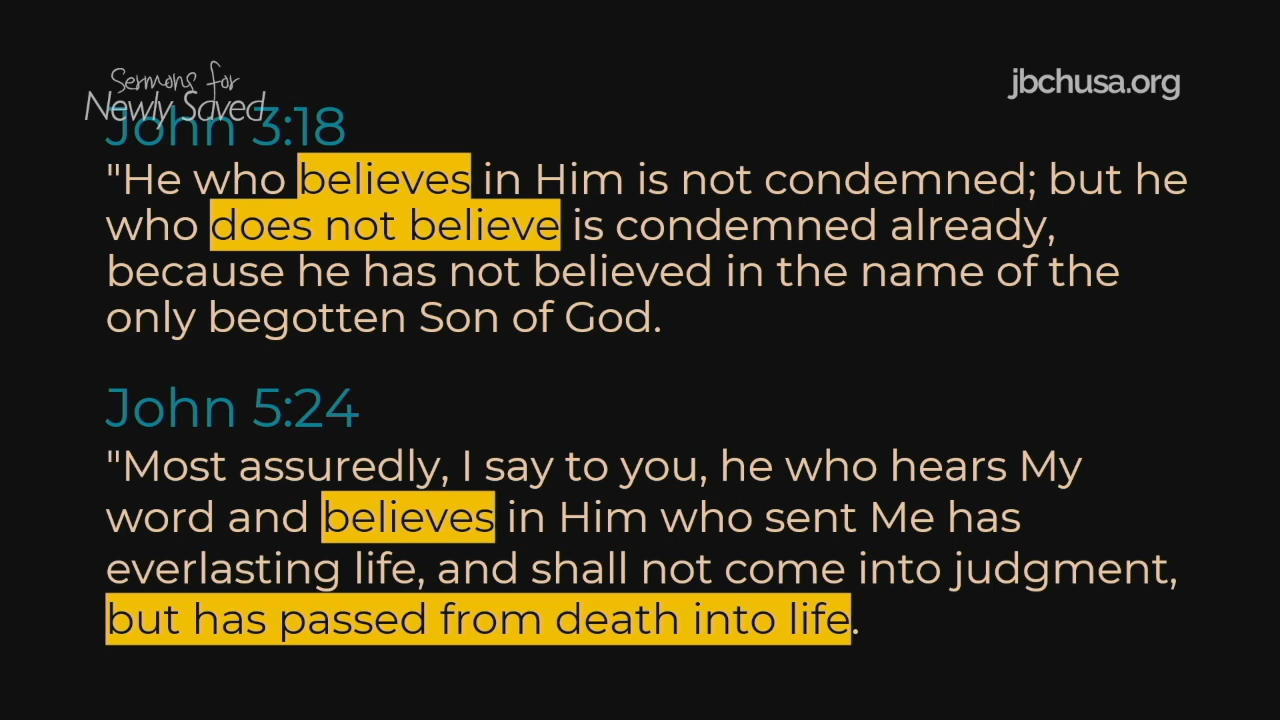 Sermons for
Newly Saved
jbchusa.org
John 3:18
"He who believes in Him is not condemned; but he
who does not believe is condemned already,
because he has not believed in the name of the
only begotten Son of God.
John 5:24
"Most assuredly, I say to you, he who hears My
word and believes in Him who sent Me has
everlasting life, and shall not come into judgment,
but has passed from death into life.